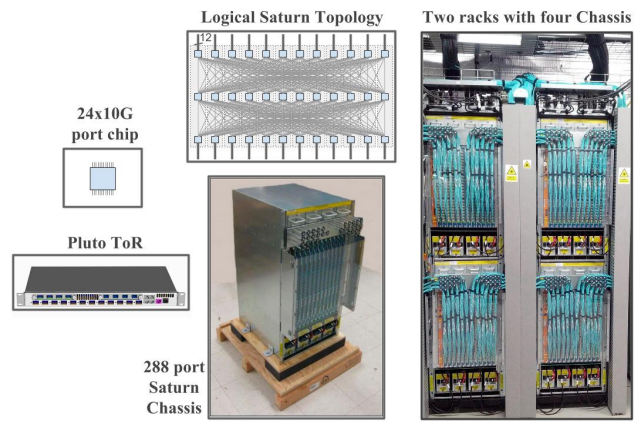 Logical Saturn Topology
12
Two racks with four Chassis
24x10G
port chip
Pluto ToR
288 port
Saturn
Chassis